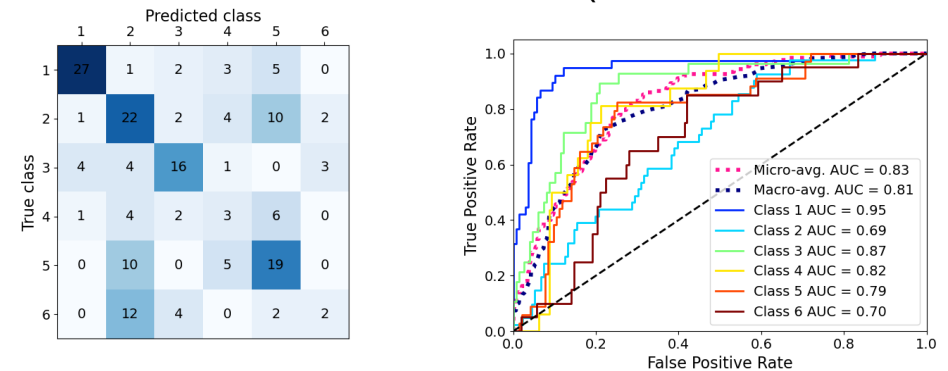 Predicted class
1 2 3 4 5 6
True class
1 27 1 2 3 5 0
2 1 22 2 4 10 2
3 4 4 16 1 0 3
4 1 4 2 3 6 0
5 0 10 0 5 19 0
6 0 12 4 0 2 2
True Positive Rate
1.0
0.8
0.6
0.4
0.2
0.0
0.0 0.2 0.4 0.6 0.8 1.0
False Positive Rate
Micro-avg. AUC = 0.83
Macro-avg. AUC = 0.81
Class 1 AUC = 0.95
Class 2 AUC = 0.69
Class 3 AUC = 0.87
Class 4 AUC = 0.82
Class 5 AUC = 0.79
Class 6 AUC = 0.70